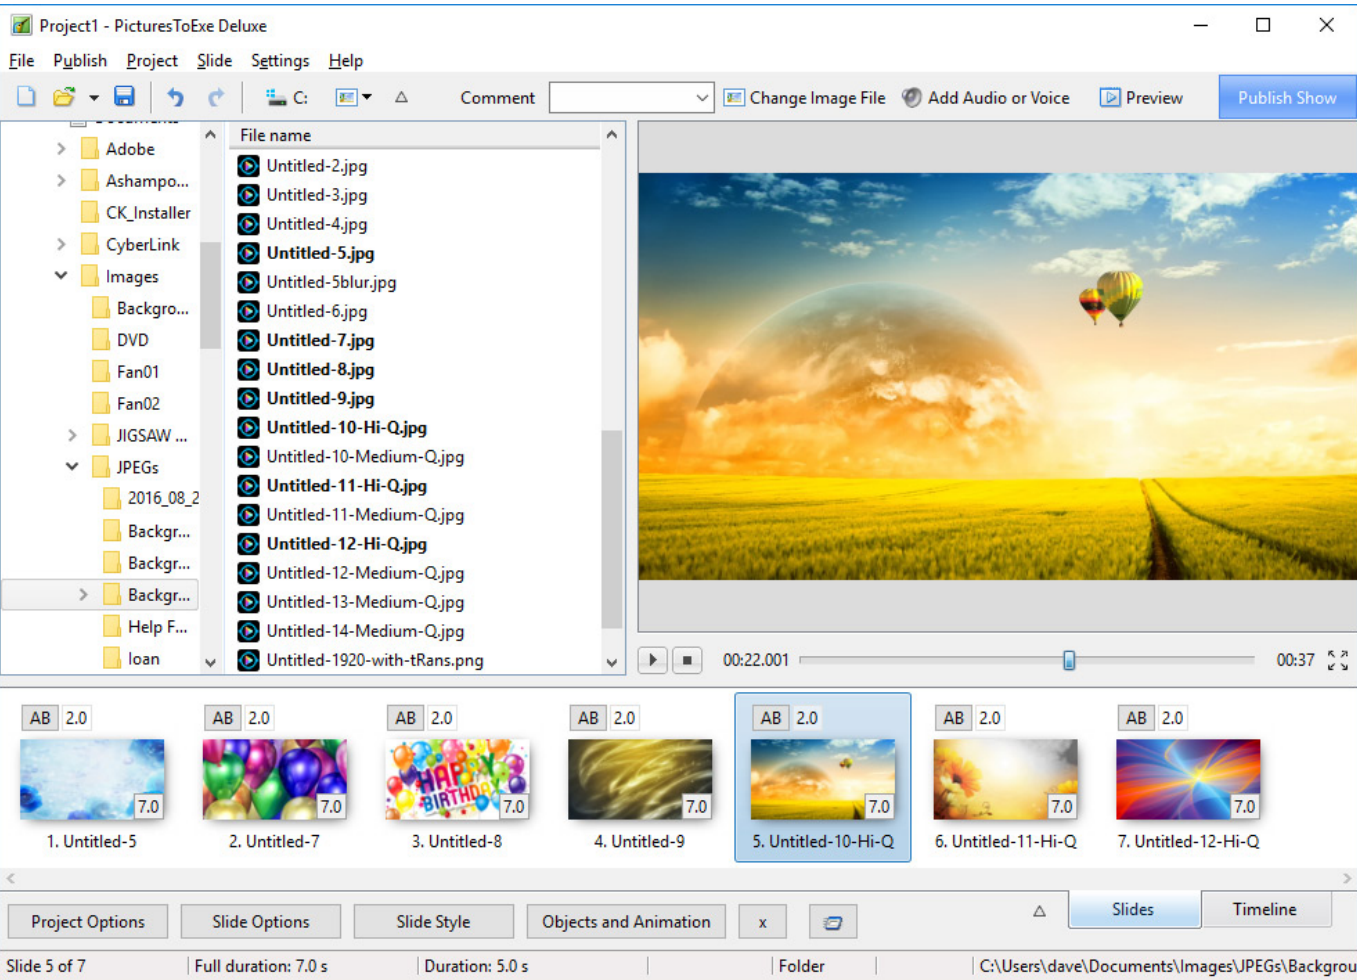 Project1 - PicturesToExe Deluxe
File Publish Project Slide Settings Help
C: Comment Change Image File Add Audio or Voice Preview Publish Show
Adobe
Ashampo...
CK_Installer
CyberLink
Images
Backgro...
DVD
Fan01
Fan02
JIGSAW ...
JPEGs
2016_08_2
Backgr...
Backgr...
Backgr...
Help F...
loan
File name
Untitled-2.jpg
Untitled-3.jpg
Untitled-4.jpg
Untitled-5.jpg
Untitled-5blur.jpg
Untitled-6.jpg
Untitled-7.jpg
Untitled-8.jpg
Untitled-9.jpg
Untitled-10-Hi-Q.jpg
Untitled-10-Medium-Q.jpg
Untitled-11-Hi-Q.jpg
Untitled-11-Medium-Q.jpg
Untitled-12-Hi-Q.jpg
Untitled-12-Medium-Q.jpg
Untitled-13-Medium-Q.jpg
Untitled-14-Medium-Q.jpg
Untitled-1920-with-tRans.png
00:22.001 00:37
AB 2.0 AB 2.0 AB 2.0 AB 2.0 AB 2.0 AB 2.0 AB 2.0
HAPPY
BIRTHDAY
7.0 7.0 7.0 7.0 7.0 7.0 7.0
1. Untitled-5 2. Untitled-7 3. Untitled-8 4. Untitled-9 5. Untitled-10-Hi-Q 6. Untitled-11-Hi-Q 7. Untitled-12-Hi-Q
Project Options Slide Options Slide Style Objects and Animation x Slides Timeline
Slide 5 of 7 Full duration: 7.0 s Duration: 5.0 s Folder C:\Users\dave\Documents\Images\JPEGs\Backgrou